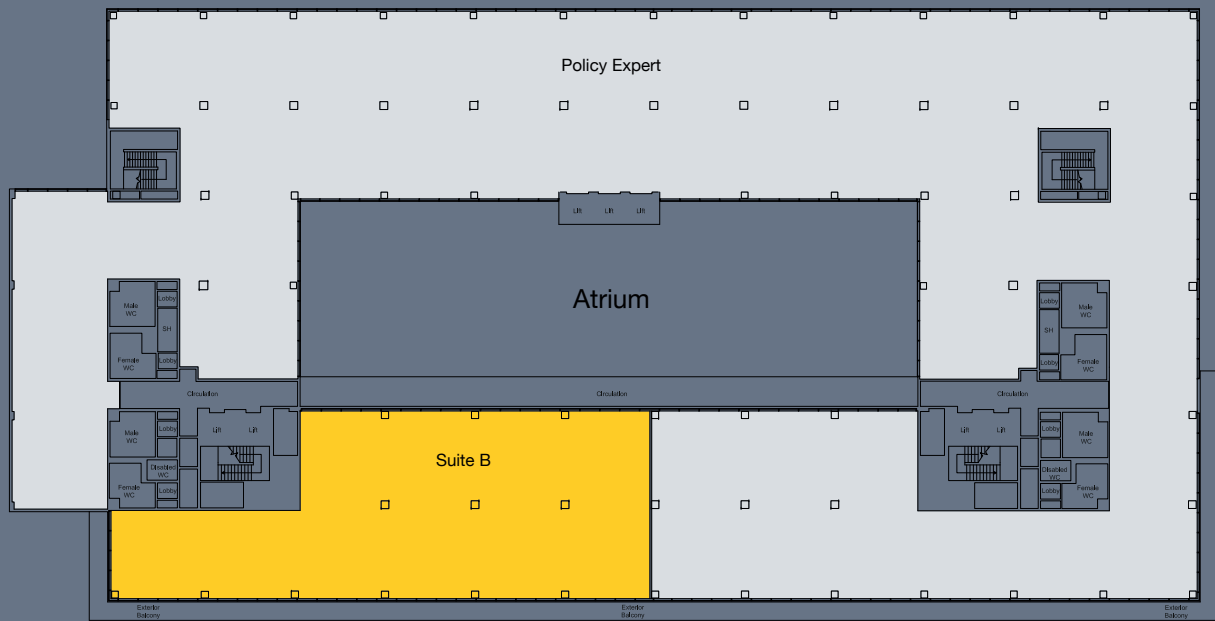 Policy Expert
Lift Lift Lift
Atrium
Male
WC
Lobby
SH
Female
WC
Lobby
Lobby
Male
WC
SH
Lobby
Female
WC
Circulation
Circulation
Circulation
Male
WC
Lobby
Lift Lift
Disabled
WC
Female
WC
Lobby
Suite B
Lift Lift
Lobby
Male
WC
Disabled
WC
Lobby
Female
WC
Exterior
Balcony
Exterior
Balcony
Exterior
Balcony